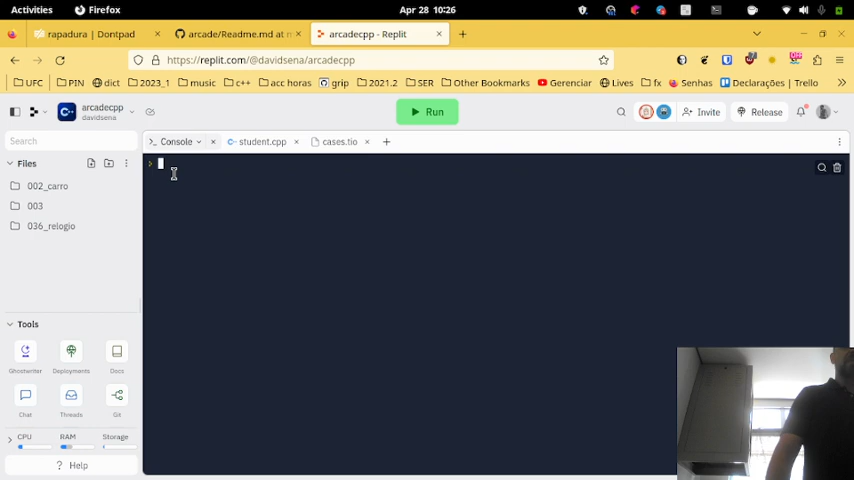 Activities Firefox Apr 28 10:26
rapadura | Dontpad arcade/Readme.md at m arcadecpp - Replit
https://replit.com/@davidsena/arcadecpp
UFC PIN dict 2023_1 music c++ acc horas grip 2021.2 SER Other Bookmarks Gerenciar Lives fx Senhas Declarações | Trello
arcadecpp
davidsena
Run
Invite Release
Search
Console student.cpp cases.tio
Files
002_carro
003
036_relogio
Tools
Ghostwriter Deployments Docs
Chat Threads Git
CPU RAM Storage
? Help